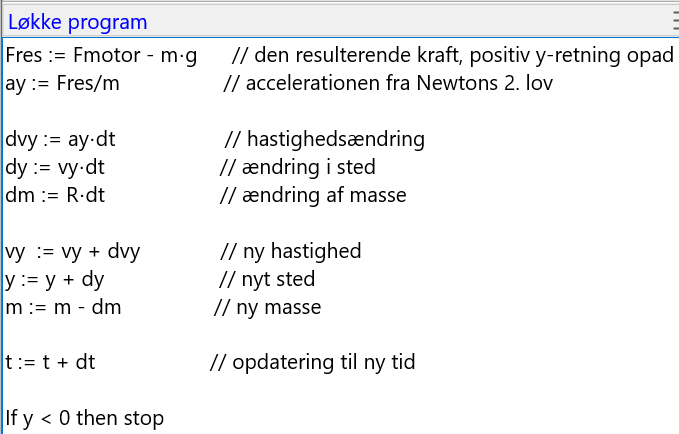 Løkke program
Fres := Fmotor - m·g // den resulterende kraft, positiv y-retning opad
ay := Fres/m // accelerationen fra Newtons 2. lov
dvy := ay·dt // hastighedsændring
dy := vy·dt // ændring i sted
dm := R·dt // ændring af masse
vy := vy + dvy // ny hastighed
y := y + dy // nyt sted
m := m - dm // ny masse
t := t + dt // opdatering til ny tid
If y < 0 then stop